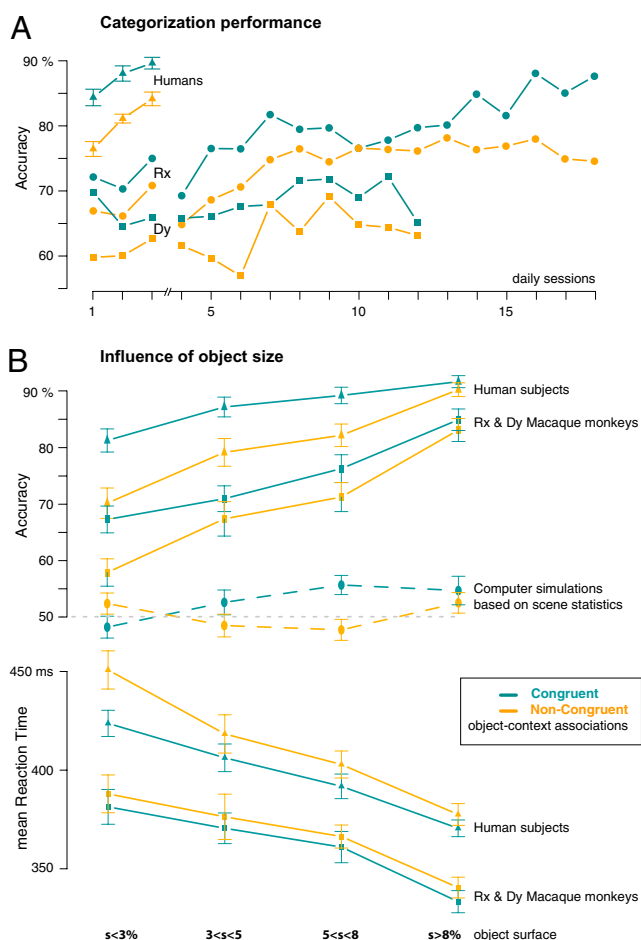 A
Categorization performance
90 %
80
70
60
Accuracy
Humans
Rx
Dy
daily sessions
1
5
10
15
B
Influence of object size
90 %
80
70
60
50
Accuracy
Human subjects
Rx & Dy Macaque monkeys
Computer simulations
based on scene statistics
450 ms
400
350
mean Reaction Time
Congruent
Non-Congruent
object-context associations
Human subjects
Rx & Dy Macaque monkeys
s<3%
3<s<5
5<s<8
s>8%
object surface